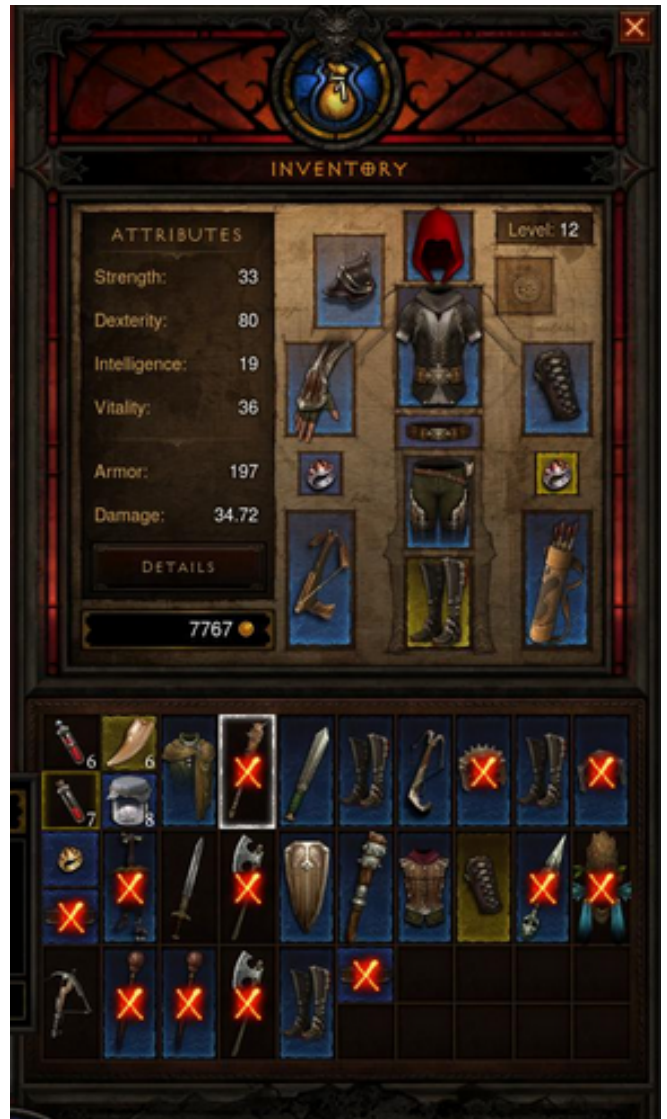 INVENTORY
ATTRIBUTES
Level: 12
Strength: 33
Dexterity: 80
Intelligence: 19
Vitality: 36
Armor: 197
Damage: 34.72
DETAILS
7767
6
6
7
8